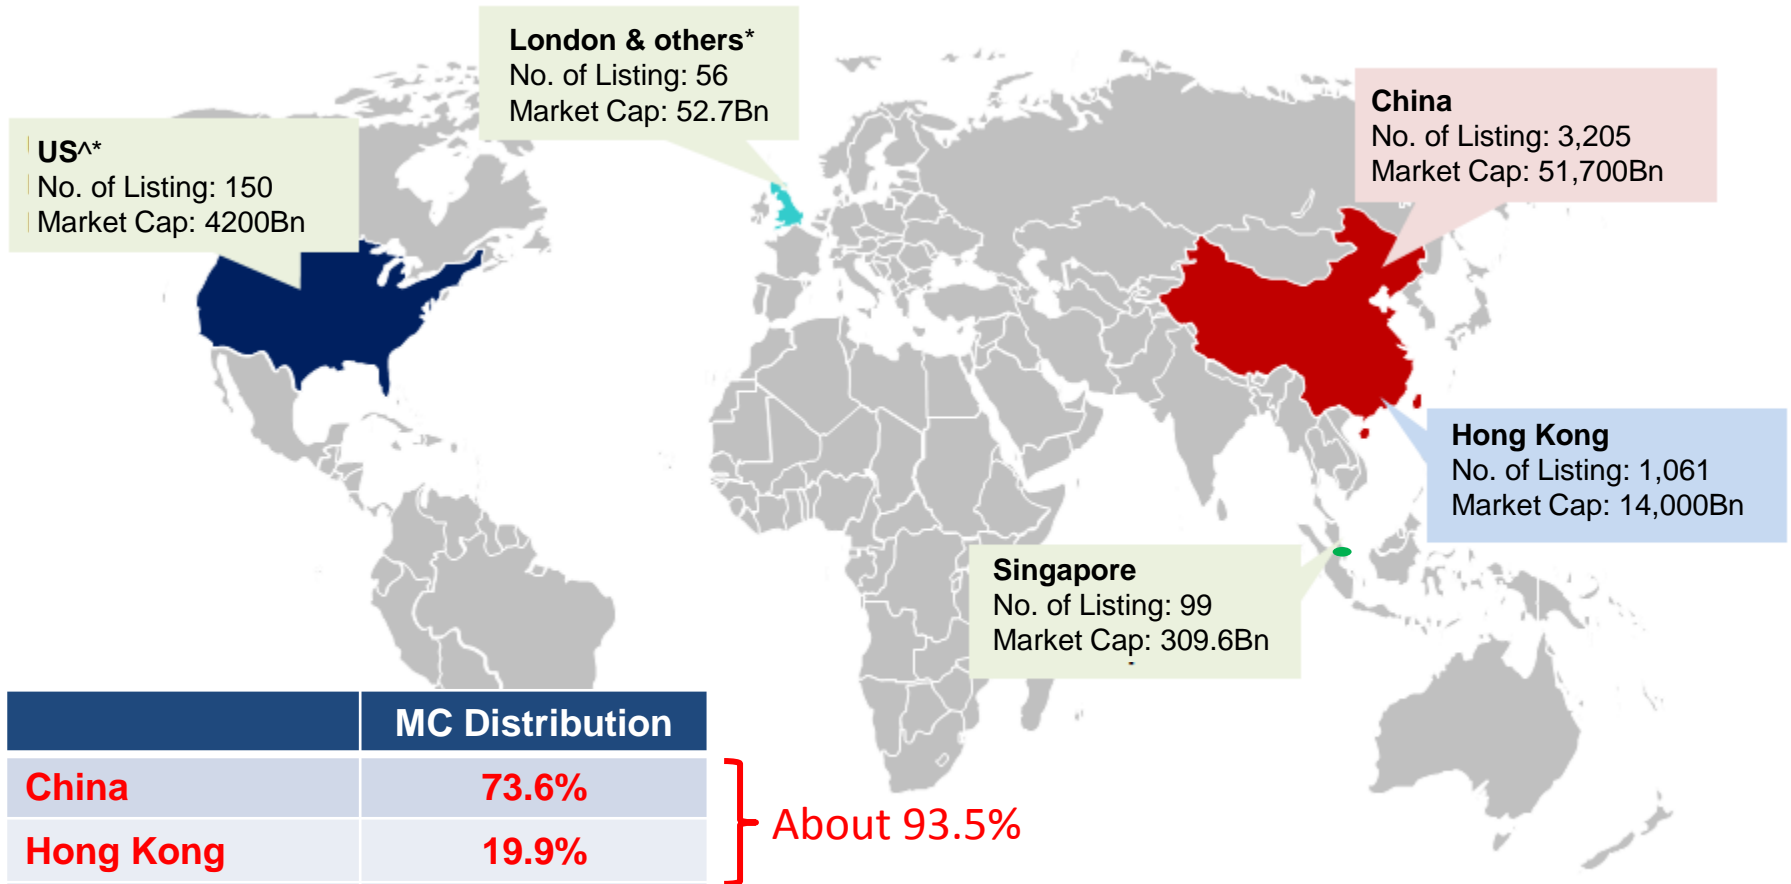 London & others*
No. of Listing: 56
Market Cap: 52.7Bn
China
No. of Listing: 3,205
Market Cap: 51,700Bn
US^*
No. of Listing: 150
Market Cap: 4200Bn
Hong Kong
No. of Listing: 1,061
Market Cap: 14,000Bn
Singapore
No. of Listing: 99
Market Cap: 309.6Bn
MC Distribution
China 73.6%
Hong Kong 19.9%
About 93.5%